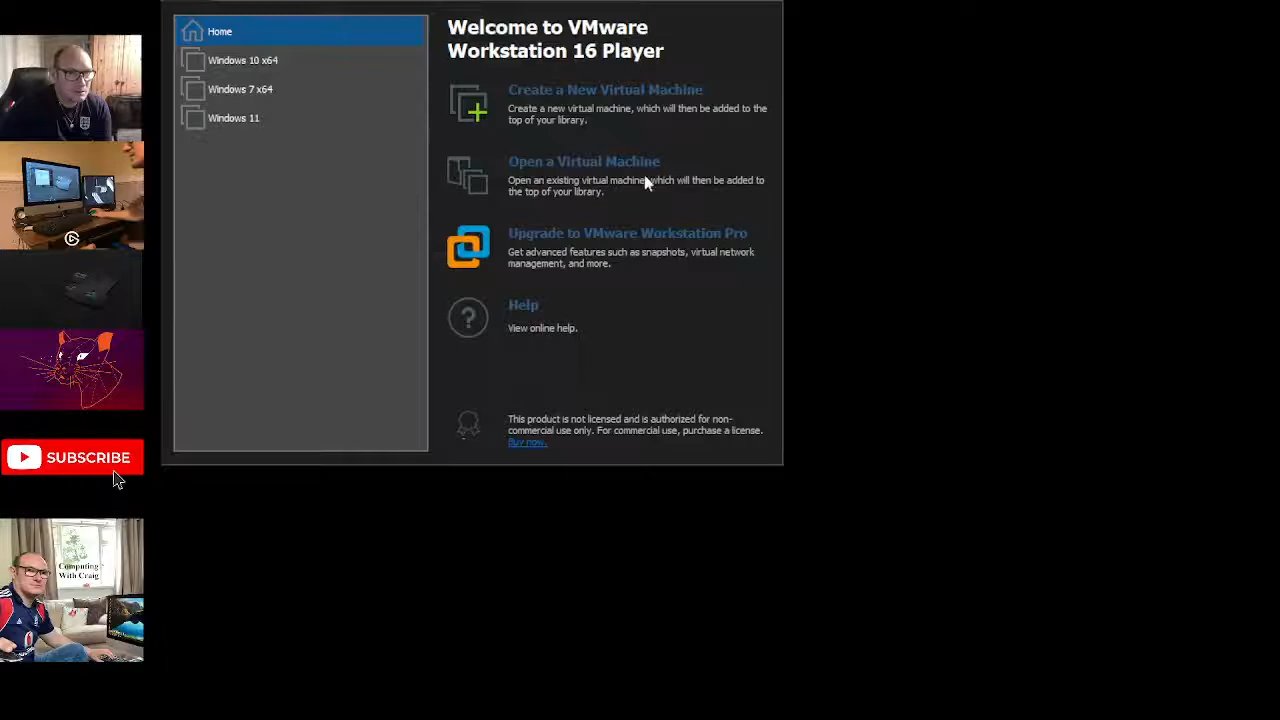 Home
Windows 10 x64
Windows 7 x64
Windows 11
Welcome to VMware
Workstation 16 Player
Create a New Virtual Machine
Create a new virtual machine, which will then be added to the
top of your library.
Open a Virtual Machine
Open an existing virtual machine, which will then be added to
the top of your library.
Upgrade to VMware Workstation Pro
Get advanced features such as snapshots, virtual network
management, and more.
Help
View online help.
This product is not licensed and is authorized for non-
commercial use only. For commercial use, purchase a license.
Buy now.
SUBSCRIBE
Computing
With Craig